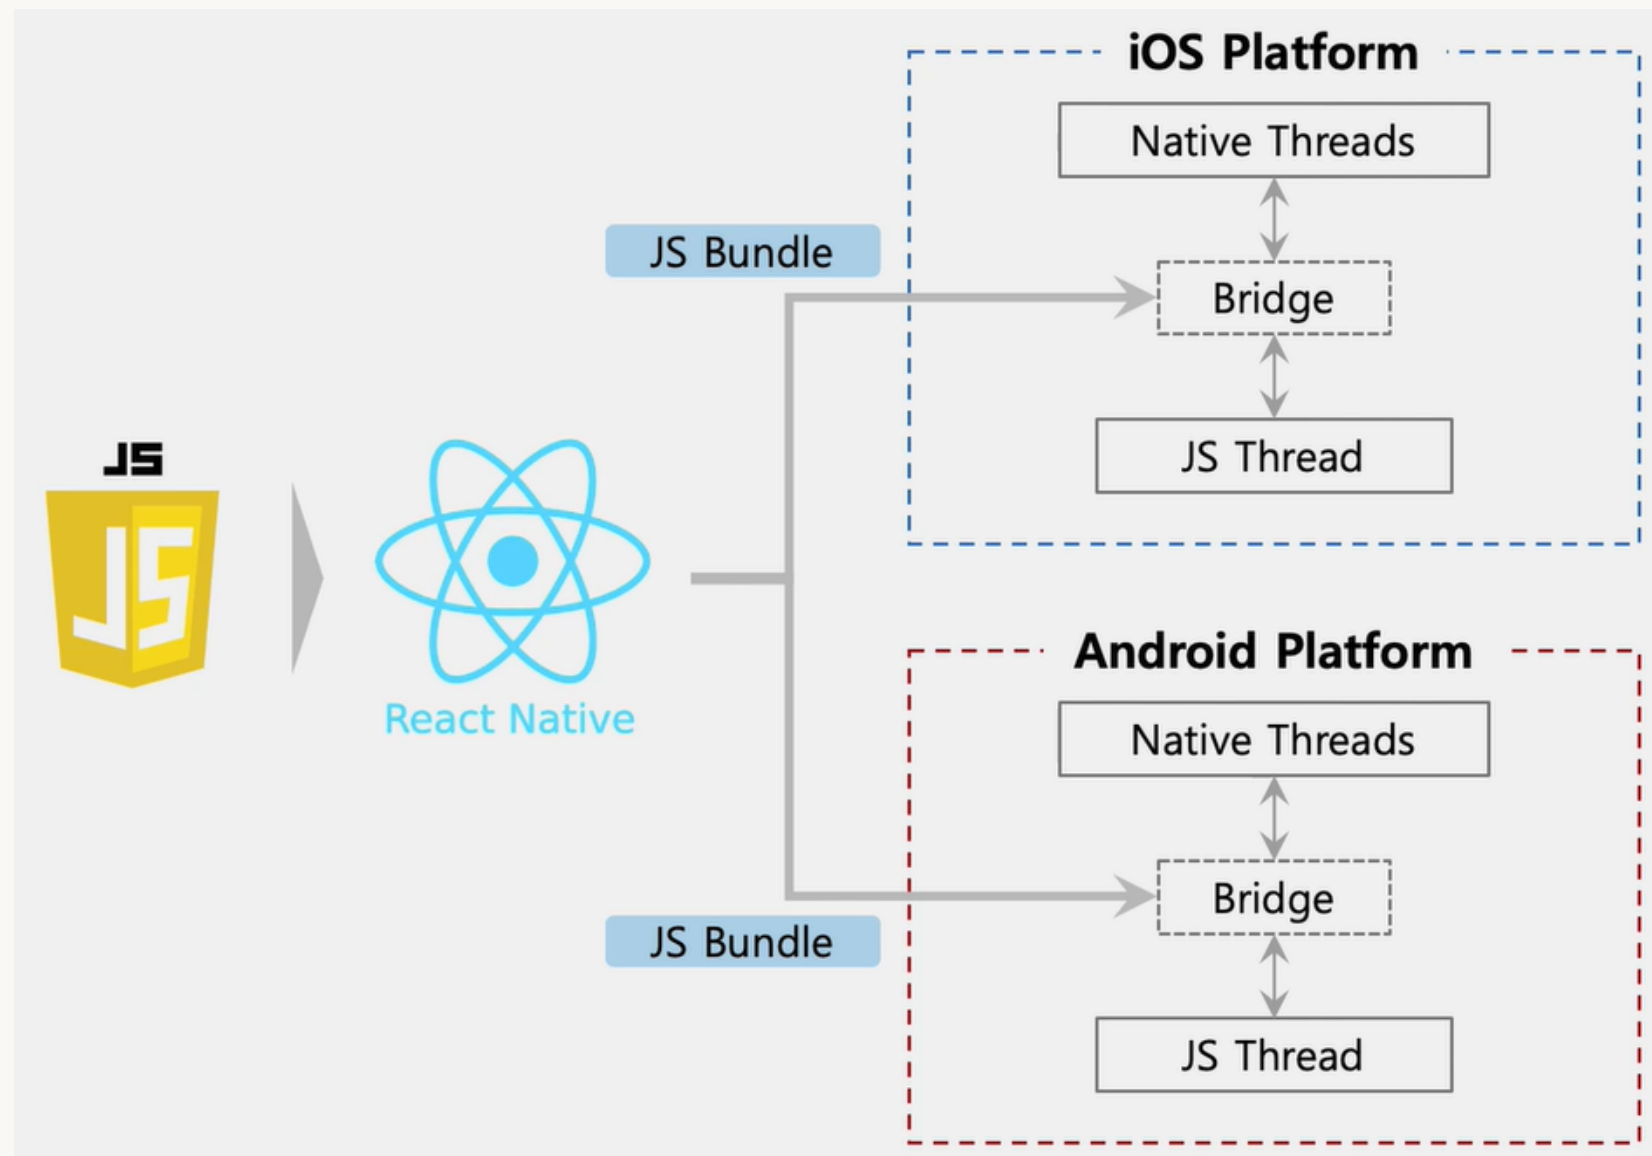 JS
JS
React Native
JS Bundle
iOS Platform
Native Threads
Bridge
JS Thread
JS Bundle
Android Platform
Native Threads
Bridge
JS Thread